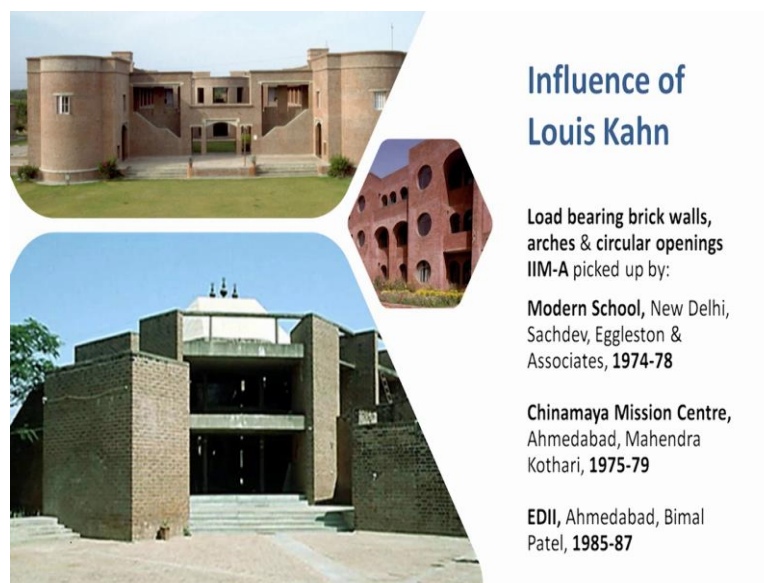 Influence of
Louis Kahn
Load bearing brick walls,
arches & circular openings
IIM-A picked up by:
Modern School, New Delhi,
Sachdev, Eggleston &
Associates, 1974-78
Chinamaya Mission Centre,
Ahmedabad, Mahendra
Kothari, 1975-79
EDII, Ahmedabad, Bimal
Patel, 1985-87